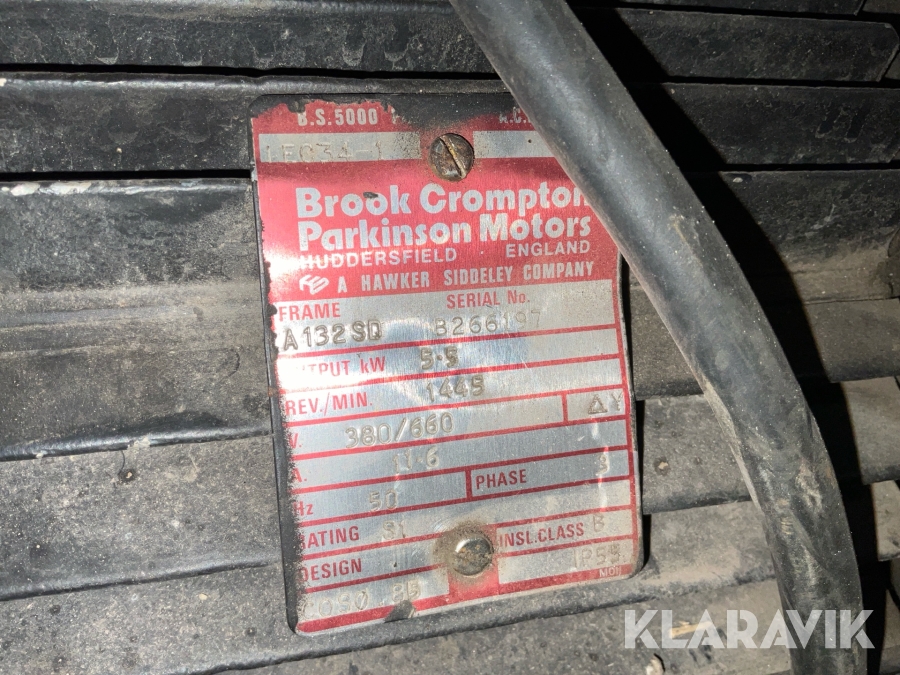 B.S.5000
Brook Crompton
Parkinson Motors
HUDDERSFIELD ENGLAND
A HAWKER SIDDELEY COMPANY
FRAME SERIAL No.
A132SD B266197
OUTPUT kW 5.5
REV./MIN. 1445
V. 380/660 △Y
A. 11.6
Hz 50 PHASE 3
RATING S1 INSL.CLASS B
DESIGN IP55
KLARAVIK